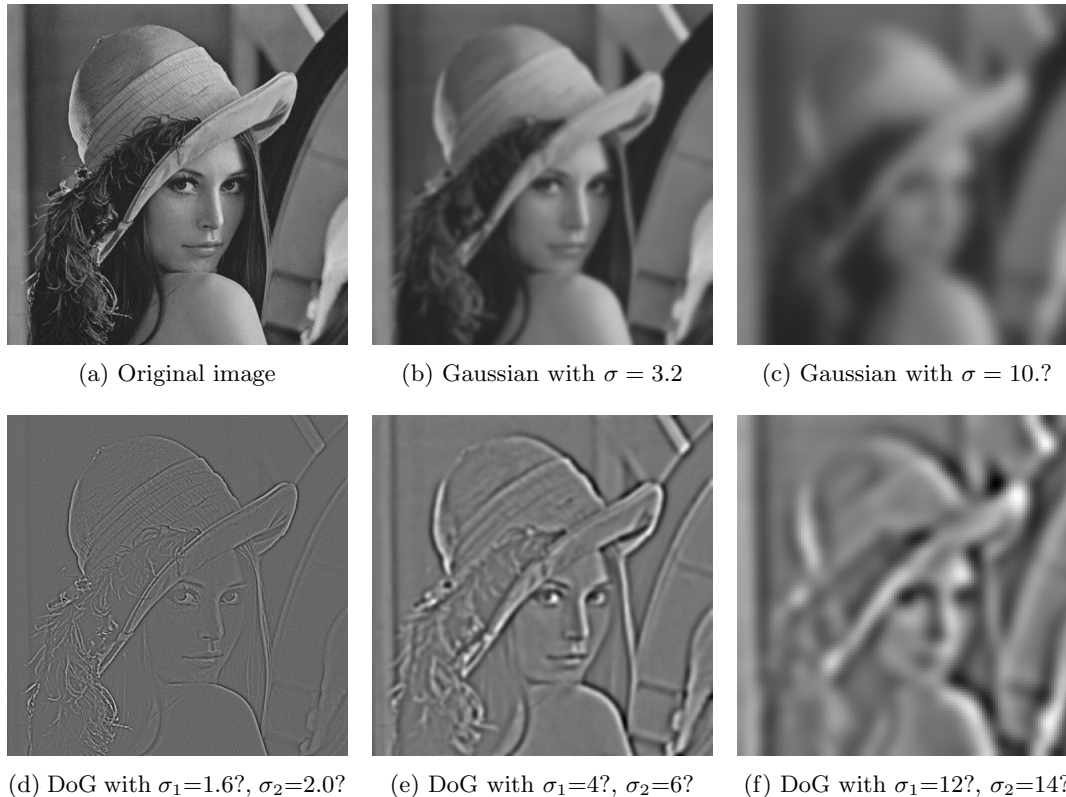 (a) Original image
(b) Gaussian with σ = 3.2
(c) Gaussian with σ = 10.?
(d) DoG with σ₁=1.6?, σ₂=2.0?
(e) DoG with σ₁=4?, σ₂=6?
(f) DoG with σ₁=12?, σ₂=14?